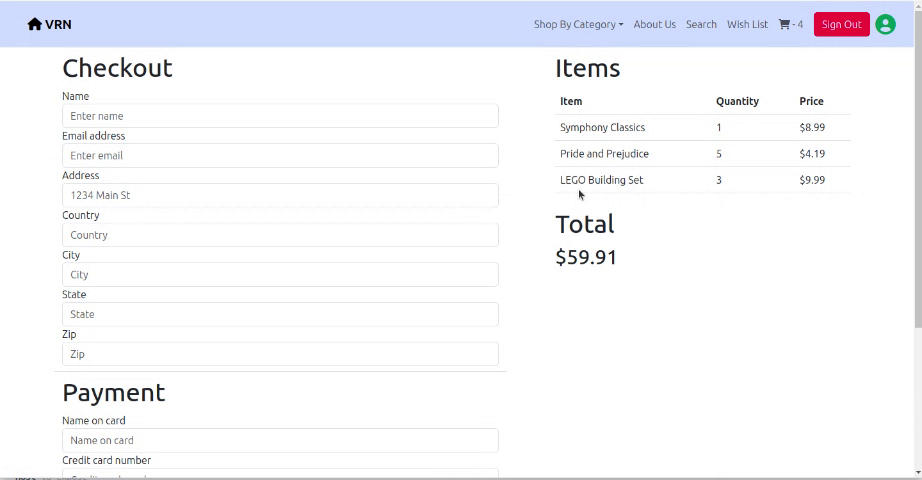 VRN
Shop By Category About Us Search Wish List - 4 Sign Out
Checkout
Name
Enter name
Email address
Enter email
Address
1234 Main St
Country
Country
City
City
State
State
Zip
Zip
Payment
Name on card
Name on card
Credit card number
Items
Item Quantity Price
Symphony Classics 1 $8.99
Pride and Prejudice 5 $4.19
LEGO Building Set 3 $9.99
Total
$59.91